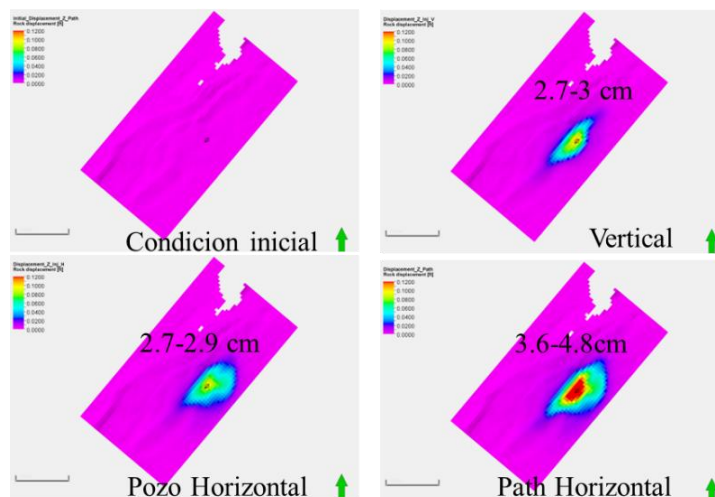 Initial_Displacement_Z_Path
Rock displacement [ft]
0.1200
0.1000
0.0800
0.0600
0.0400
0.0200
0.0000
Condicion inicial
Displacement_Z_Inj_V
Rock displacement [ft]
0.1200
0.1000
0.0800
0.0600
0.0400
0.0200
0.0000
2.7-3 cm
Vertical
Displacement_Z_Inj_H
Rock displacement [ft]
0.1200
0.1000
0.0800
0.0600
0.0400
0.0200
0.0000
2.7-2.9 cm
Pozo Horizontal
Displacement_Z_Path
Rock displacement [ft]
0.1200
0.1000
0.0800
0.0600
0.0400
0.0200
0.0000
3.6-4.8cm
Path Horizontal